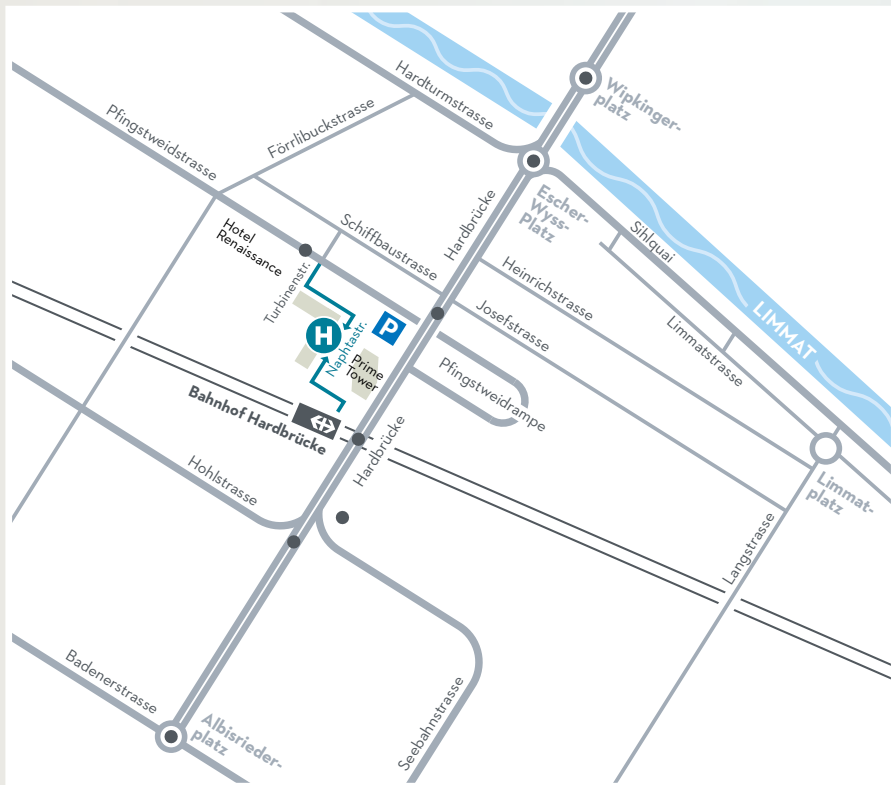 Hardturmstrasse
Wipkinger-
platz
Pfingstweidstrasse
Förrlibuckstrasse
Escher-
Wyss-
Platz
Hardbrücke
Sihlquai
Schiffbaustrasse
Hotel
Renaissance
Turbinenstr.
Heinrichstrasse
Josefstrasse
Limmatstrasse
LIMMAT
H
P
Naphtastr.
Prime
Tower
Pfingstweidrampe
Bahnhof Hardbrücke
Hardbrücke
Hohlstrasse
Limmat-
platz
Langstrasse
Badenerstrasse
Albisrieder-
platz
Seebahnstrasse